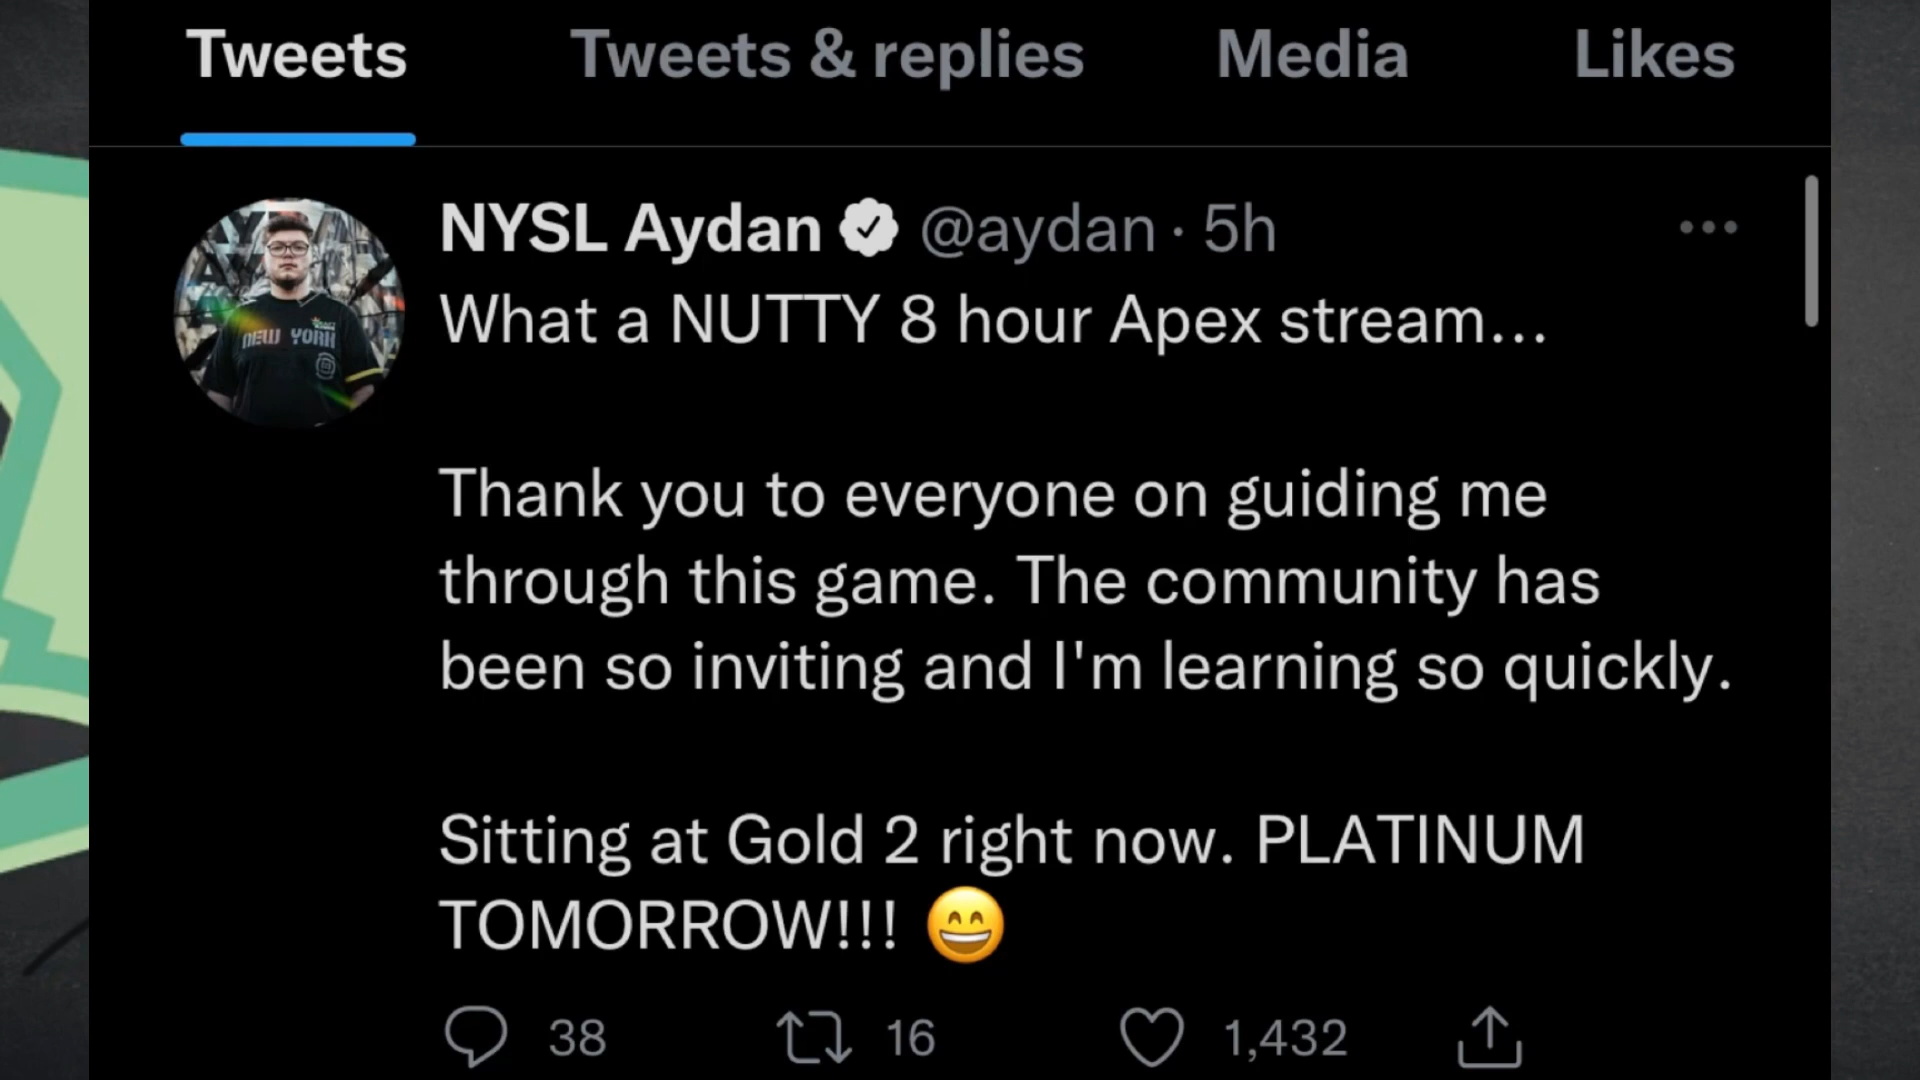 Tweets
Tweets & replies
Media
Likes
NYSL Aydan @aydan · 5h
What a NUTTY 8 hour Apex stream...
NEW YORK
Thank you to everyone on guiding me
through this game. The community has
been so inviting and I'm learning so quickly.
Sitting at Gold 2 right now. PLATINUM
TOMORROW!!! 😄
38
16
1,432